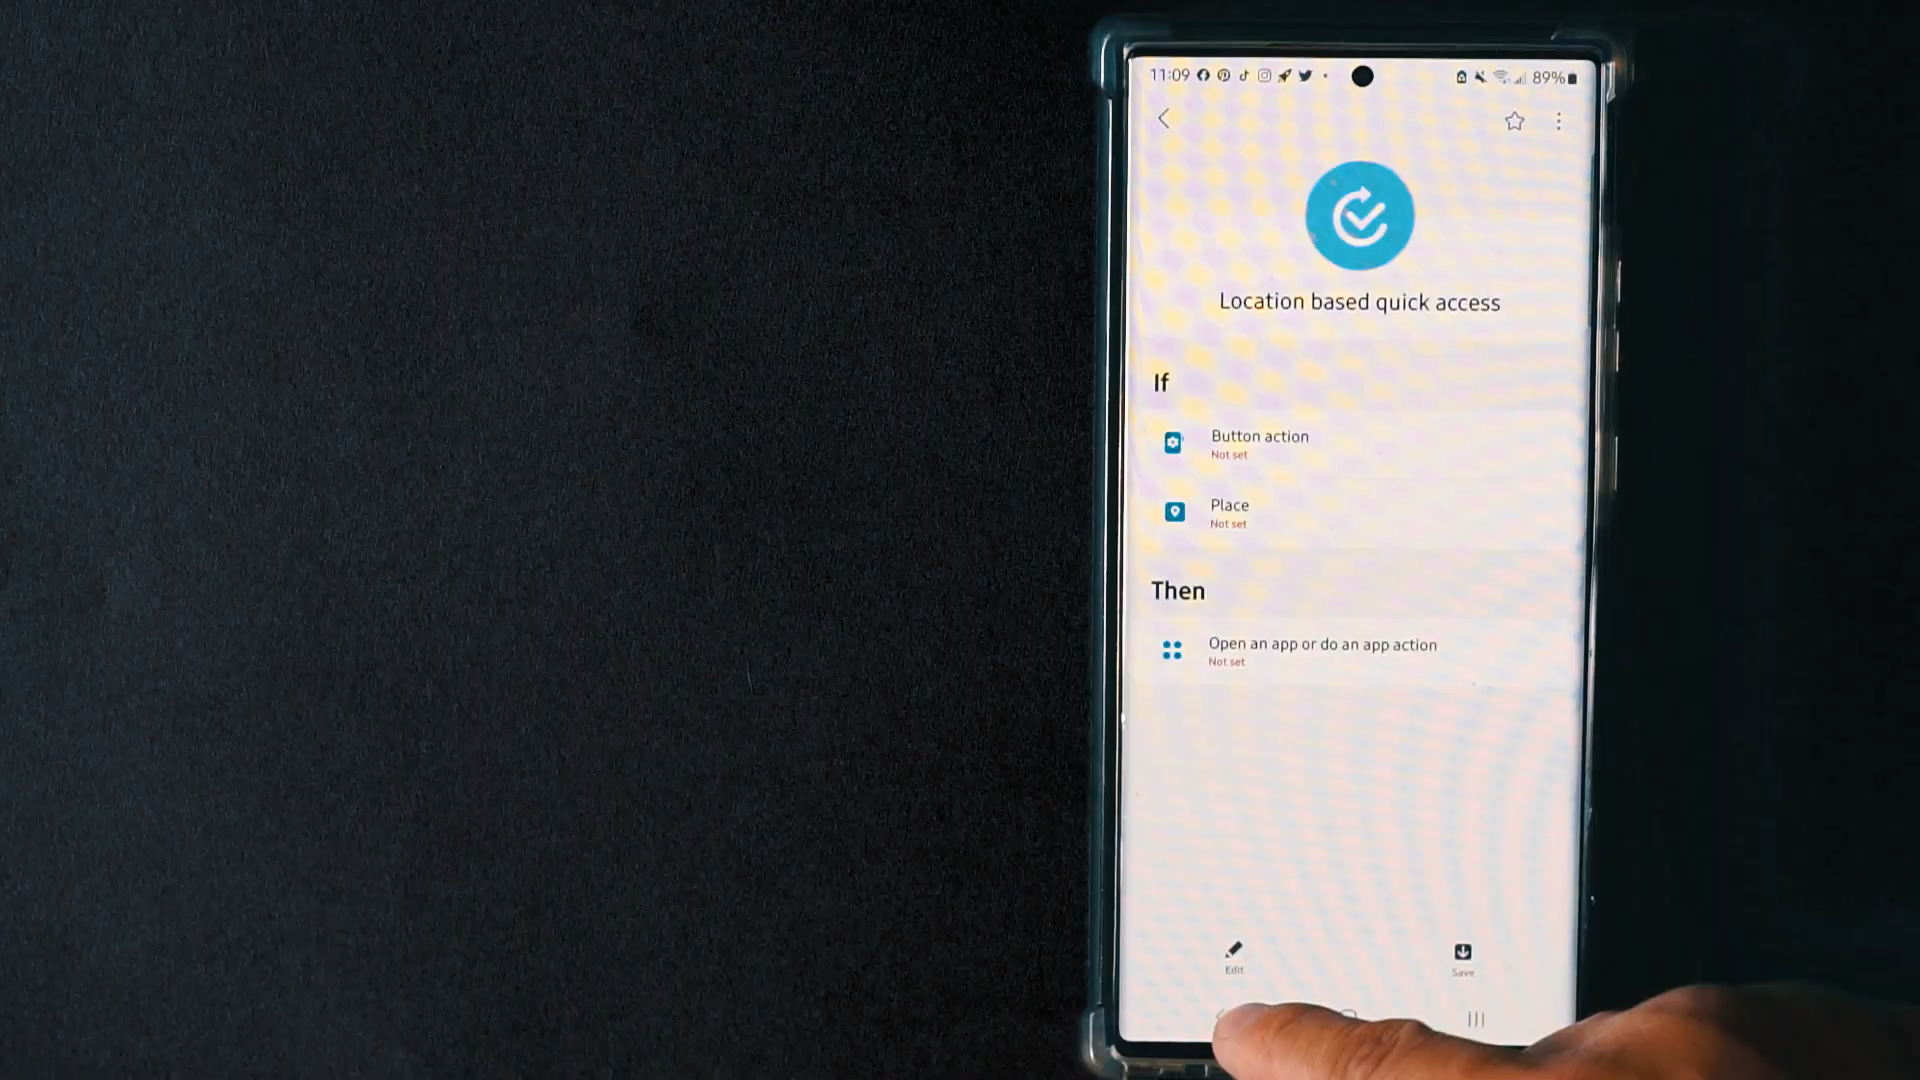 11:09
89%
Location based quick access
If
Button action
Not set
Place
Not set
Then
Open an app or do an app action
Not set
Edit
Save